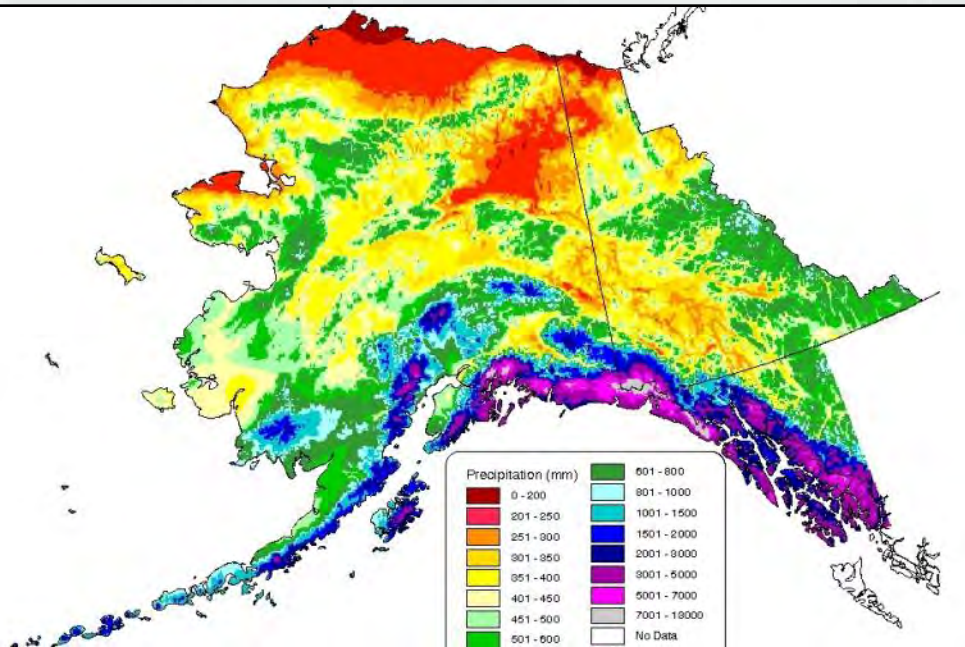 Precipitation (mm)
0 - 200
201 - 250
251 - 300
301 - 350
351 - 400
401 - 450
451 - 500
501 - 600
601 - 800
801 - 1000
1001 - 1500
1501 - 2000
2001 - 3000
3001 - 5000
5001 - 7000
7001 - 13000
No Data